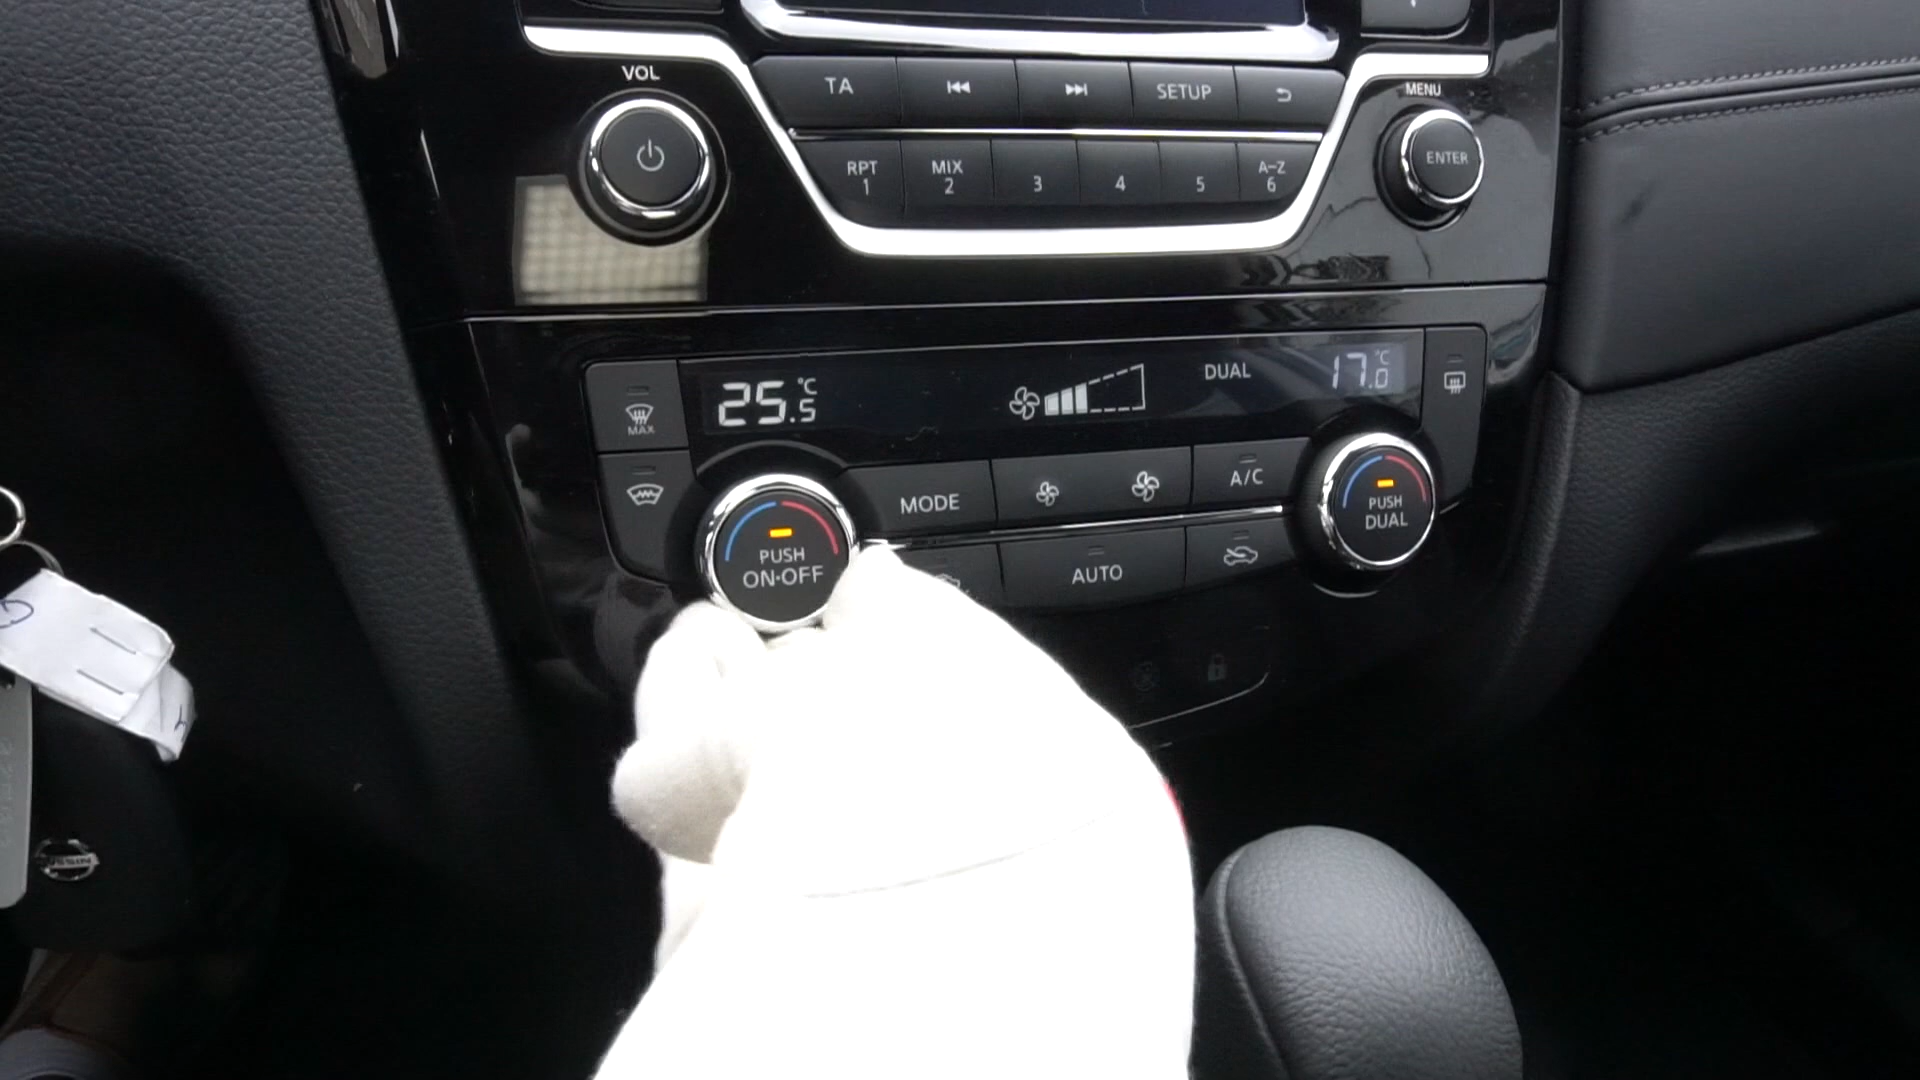 VOL
TA
SETUP
MENU
RPT
1
MIX
2
3
4
5
A-Z
6
ENTER
25.5°C
DUAL
17.0°C
MAX
MODE
A/C
PUSH
ON·OFF
AUTO
PUSH
DUAL
NISSAN